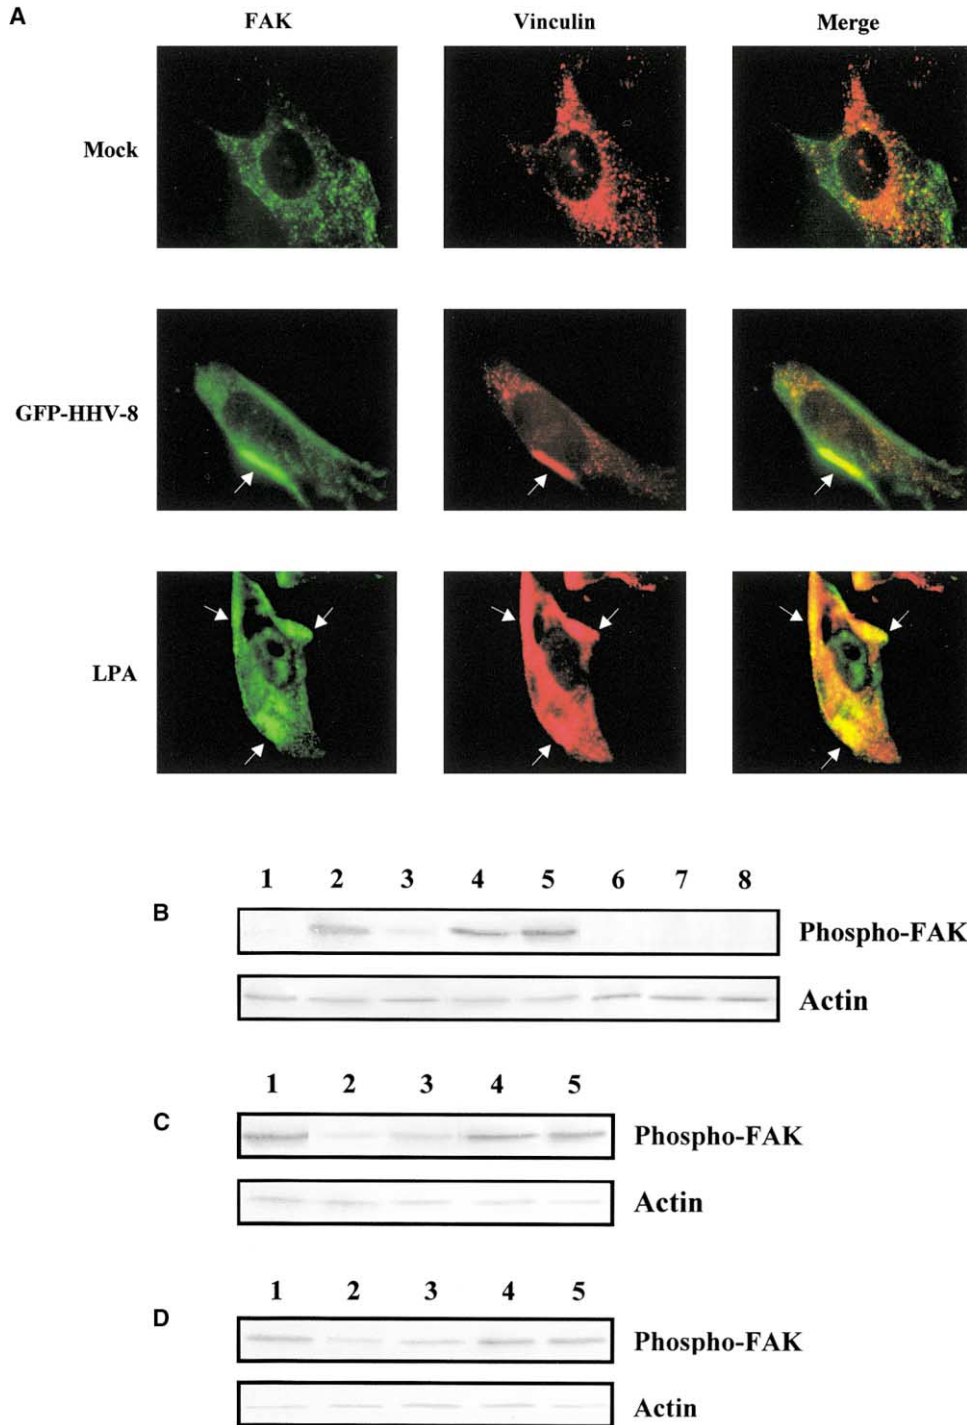 A
FAK Vinculin Merge
Mock
GFP-HHV-8
LPA
1 2 3 4 5 6 7 8
B
Phospho-FAK
Actin
1 2 3 4 5
C
Phospho-FAK
Actin
1 2 3 4 5
D
Phospho-FAK
Actin